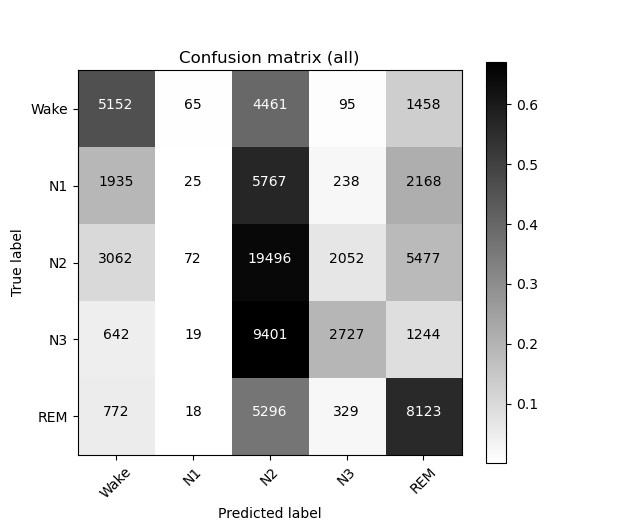 Confusion matrix (all)
True label
Wake 5152 65 4461 95 1458
N1 1935 25 5767 238 2168
N2 3062 72 19496 2052 5477
N3 642 19 9401 2727 1244
REM 772 18 5296 329 8123
Wake N1 N2 N3 REM
Predicted label
0.6
0.5
0.4
0.3
0.2
0.1